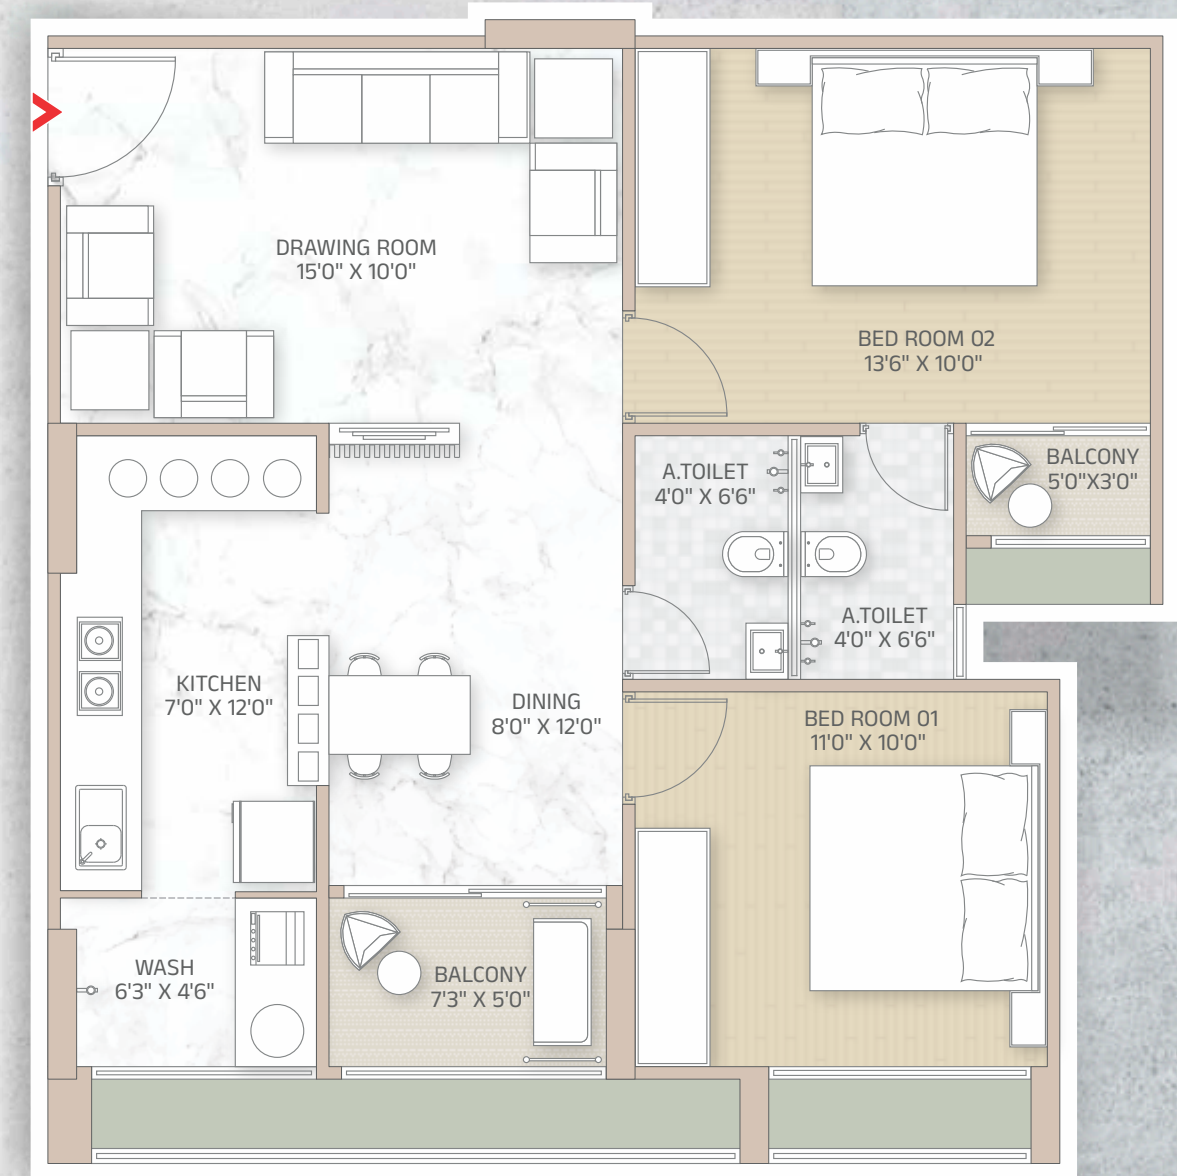 DRAWING ROOM
15'0" X 10'0"
BED ROOM 02
13'6" X 10'0"
A.TOILET
4'0" X 6'6"
BALCONY
5'0"X3'0"
A.TOILET
4'0" X 6'6"
KITCHEN
7'0" X 12'0"
DINING
8'0" X 12'0"
BED ROOM 01
11'0" X 10'0"
WASH
6'3" X 4'6"
BALCONY
7'3" X 5'0"